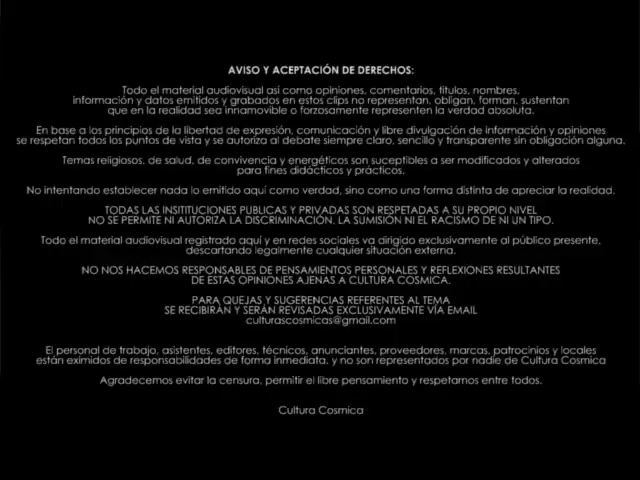 AVISO Y ACEPTACIÓN DE DERECHOS:
Todo el material audiovisual asi como opiniones, comentarios, titulos, nombres,
información y datos emitidos y grabados en estos clips no representan, obligan, forman, sustentan
que en la realidad sea innamovible o forzosamente representen la verdad absoluta.
En base a los principios de la libertad de expresión, comunicación y libre divulgación de información y opiniones
se respetan todos los puntos de vista y se autoriza al debate siempre claro, sencillo y transparente sin obligación alguna.
Temas religiosos, de salud, de convivencia y energéticos son suceptibles a ser modificados y alterados
para fines didácticos y prácticos.
No intentando establecer nada lo emitido aquí como verdad, sino como una forma distinta de apreciar la realidad.
TODAS LAS INSITITUCIONES PUBLICAS Y PRIVADAS SON RESPETADAS A SU PROPIO NIVEL
NO SE PERMITE NI AUTORIZA LA DISCRIMINACIÓN. LA SUMISIÓN NI EL RACISMO DE NI UN TIPO.
Todo el material audiovisual registrado aqui y en redes sociales va dirigido exclusivamente al público presente,
descartando legalmente cualquier situación externa.
NO NOS HACEMOS RESPONSABLES DE PENSAMIENTOS PERSONALES Y REFLEXIONES RESULTANTES
DE ESTAS OPINIONES AJENAS A CULTURA COSMICA.
PARA QUEJAS Y SUGERENCIAS REFERENTES AL TEMA
SE RECIBIRÁN Y SERÁN REVISADAS EXCLUSIVAMENTE VÍA EMAIL
culturascosmicas@gmail.com
El personal de trabajo, asistentes, editores, técnicos, anunciantes, proveedores, marcas, patrocinios y locales
están eximidos de responsabilidades de forma inmediata, y no son representados por nadie de Cultura Cosmica
Agradecemos evitar la censura, permitir el libre pensamiento y respetarnos entre todos.
Cultura Cosmica